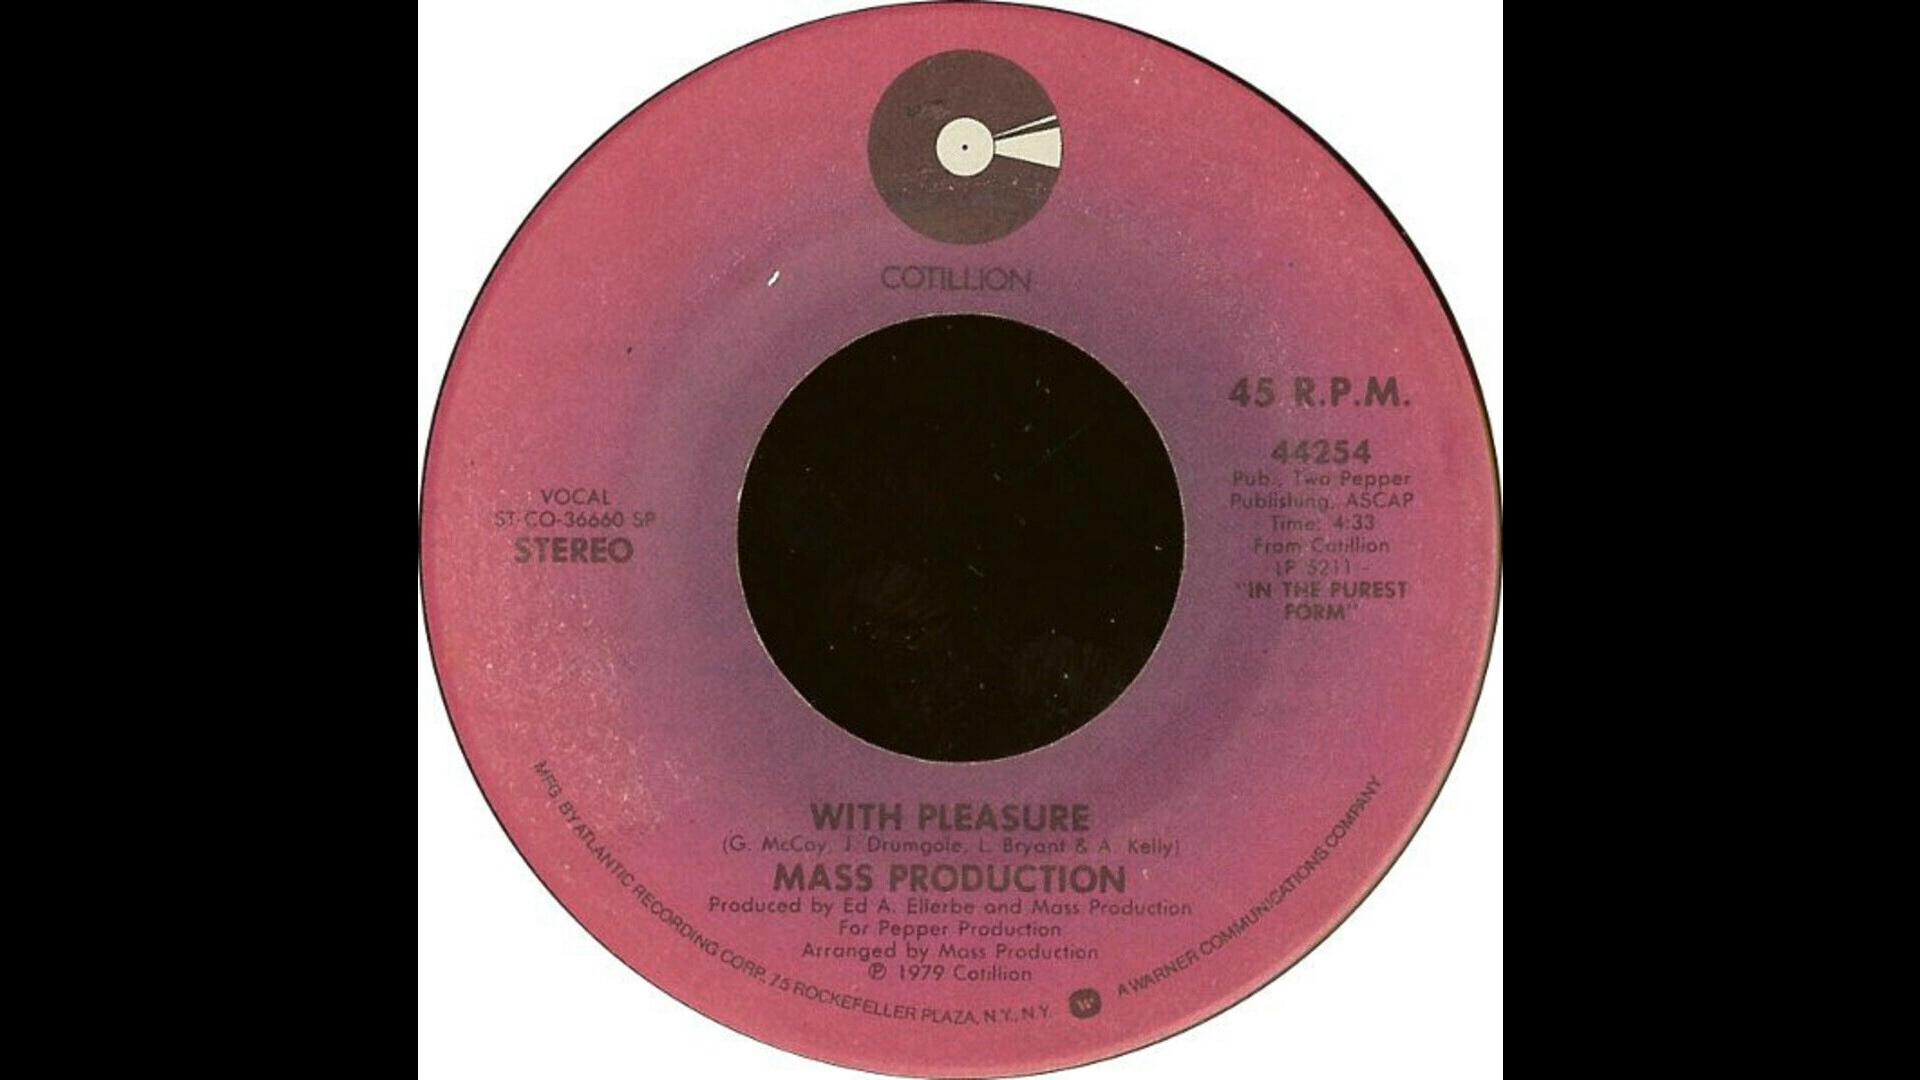 COTILLION
45 R.P.M.
44254
Pub., Two Pepper
Publishing, ASCAP
Time: 4:33
From Cotillion
LP 5211 -
"IN THE PUREST
FORM"
VOCAL
ST-CO-36660 SP
STEREO
WITH PLEASURE
(G. McCoy, J. Drumgole, L. Bryant & A. Kelly)
MASS PRODUCTION
Produced by Ed A. Ellerbe and Mass Production
For Pepper Production
Arranged by Mass Production
℗ 1979 Cotillion
MFG. BY ATLANTIC RECORDING CORP., 75 ROCKEFELLER PLAZA, N.Y., N.Y. A WARNER COMMUNICATIONS COMPANY